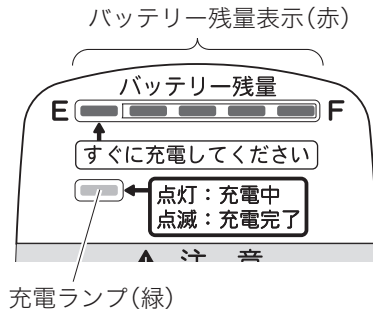 バッテリー残量表示（赤）
バッテリー残量
E F
すぐに充電してください
点灯：充電中
点滅：充電完了
注 意
充電ランプ（緑）